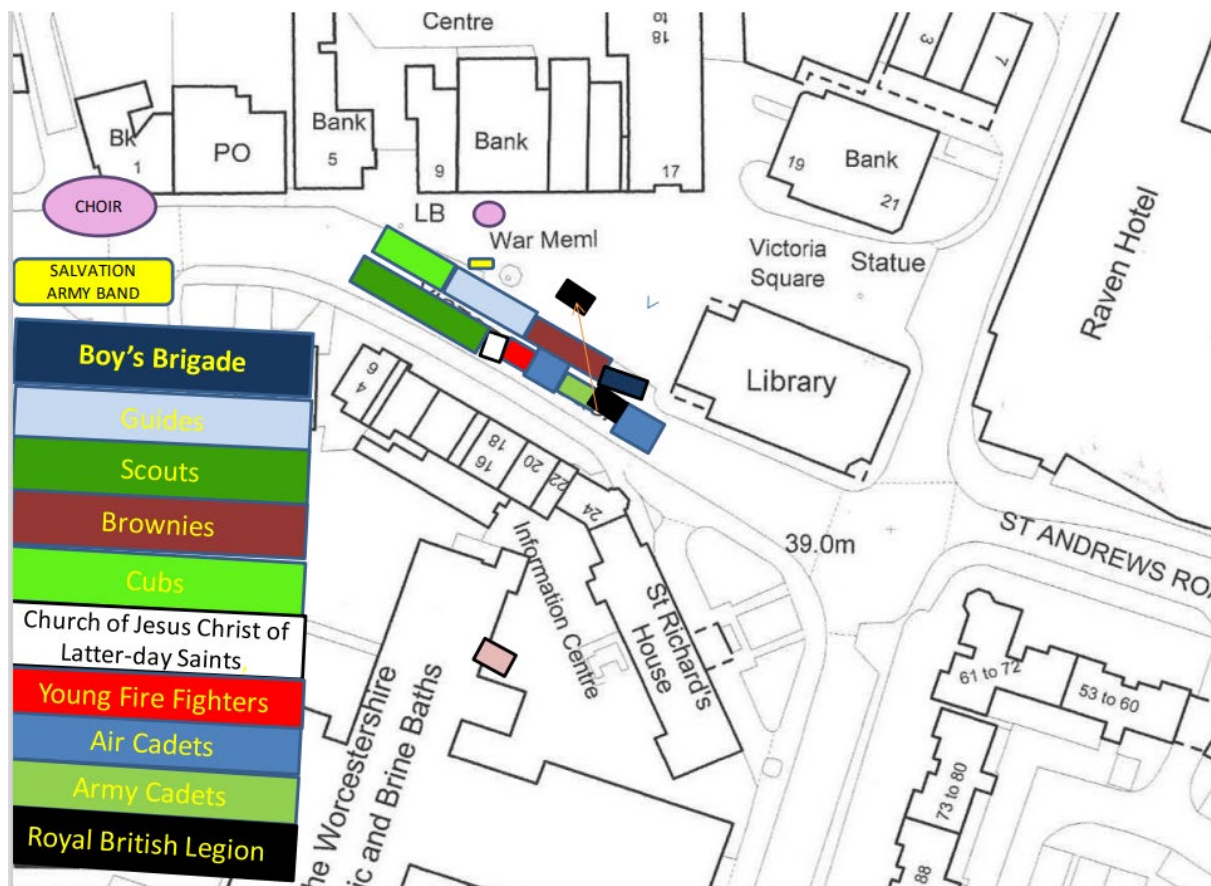 Centre
to
18
3
7
Bk
1
PO
Bank
5
9
Bank
17
19
Bank
21
CHOIR
LB
War Meml
Victoria
Square
Statue
Raven Hotel
SALVATION
ARMY BAND
Boy's Brigade
Guides
Scouts
Brownies
Cubs
Church of Jesus Christ of
Latter-day Saints,
Young Fire Fighters
Air Cadets
Army Cadets
Royal British Legion
Library
6
4
18
16
20
22
24
Information Centre
St Richard's
House
39.0m
ST ANDREWS ROA
61 to 72
53 to 60
73 to 80
88
he Worcestershire
ic and Brine Baths